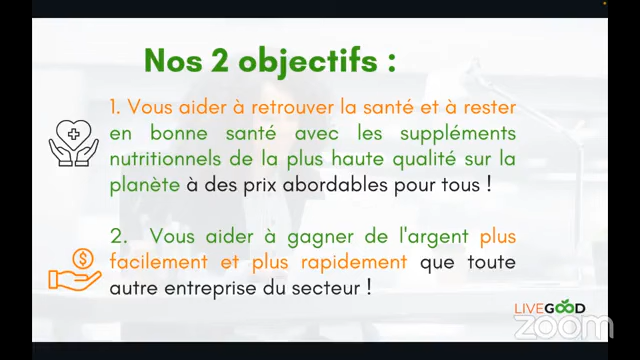 Nos 2 objectifs :
1. Vous aider à retrouver la santé et à rester
en bonne santé avec les suppléments
nutritionnels de la plus haute qualité sur la
planète à des prix abordables pour tous !
2. Vous aider à gagner de l'argent plus
facilement et plus rapidement que toute
autre entreprise du secteur !
LIVEGOOD
zoom